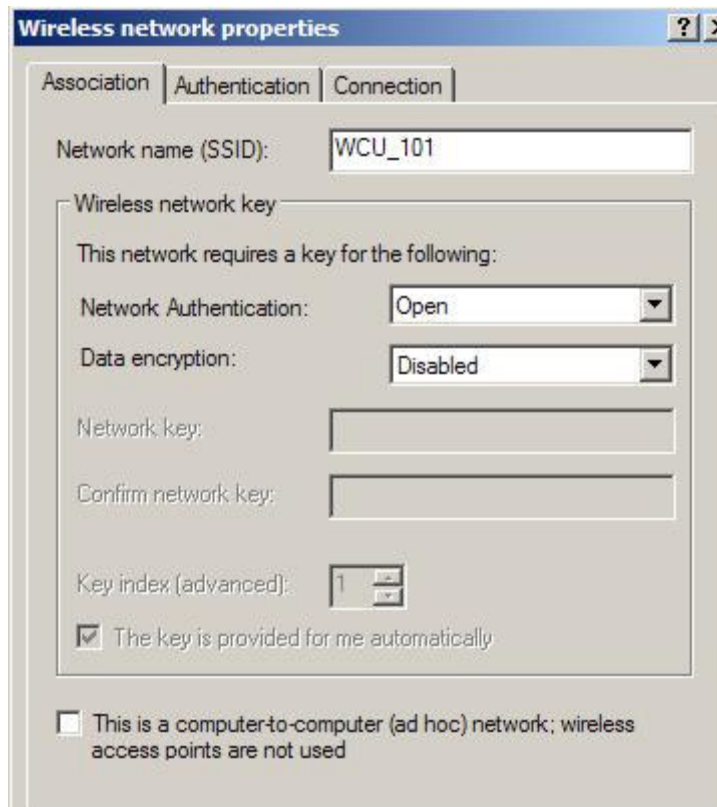 Wireless network properties
Association Authentication Connection
Network name (SSID): WCU_101
Wireless network key
This network requires a key for the following:
Network Authentication: Open
Data encryption: Disabled
Network key:
Confirm network key:
Key index (advanced): 1
The key is provided for me automatically
This is a computer-to-computer (ad hoc) network; wireless
access points are not used